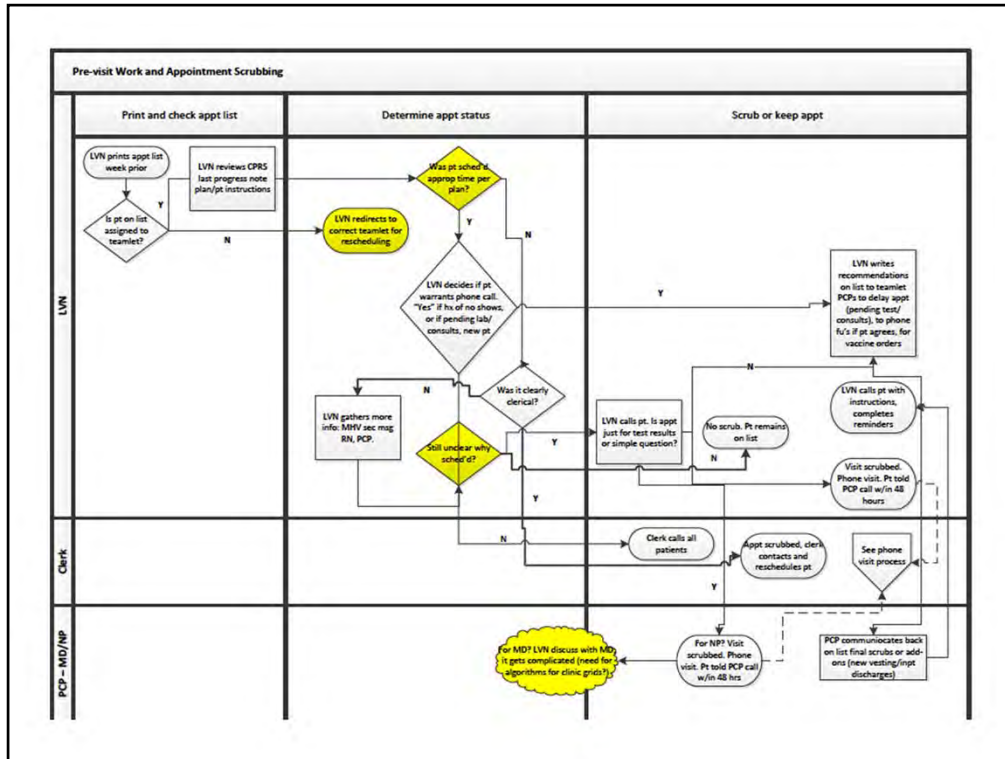 Pre-visit Work and Appointment Scrubbing
Print and check appt list
Determine appt status
Scrub or keep appt
LVN
LVN prints appt list
week prior
LVN reviews CPRS
last progress note
plan/pt instructions
Was pt sched'd
approp time per
plan?
Y
Is pt on list
assigned to
teamlet?
N
LVN redirects to
correct teamlet for
rescheduling
Y
N
LVN decides if pt
warrants phone call.
"Yes" if hx of no shows,
or if pending lab/
consults, new pt
Y
LVN writes
recommendations
on list to teamlet
PCPs to delay appt
(pending test/
consults), to phone
fu's if pt agrees, for
vaccine orders
N
N
Was it clearly
clerical?
LVN calls pt with
instructions,
completes
reminders
LVN gathers more
info: MHV sec msg
RN, PCP.
LVN calls pt. Is appt
just for test results
or simple question?
No scrub. Pt remains
on list
Still unclear why
sched'd?
Y
N
Visit scrubbed.
Phone visit. Pt told
PCP call w/in 48
hours
Y
Clerk
N
Clerk calls all
patients
Appt scrubbed, clerk
contacts and
reschedules pt
See phone
visit process
Y
PCP – MD/NP
For MD? LVN discuss with MD,
it gets complicated (need for
algorithms for clinic grids?)
For NP? Visit
scrubbed. Phone
visit. Pt told PCP call
w/in 48 hrs
PCP communiocates back
on list final scrubs or add-
ons (new vesting/inpt
discharges)